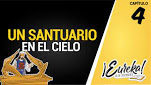 CAPÍTULO
4
UN SANTUARIO
EN EL CIELO
¡Eureka!